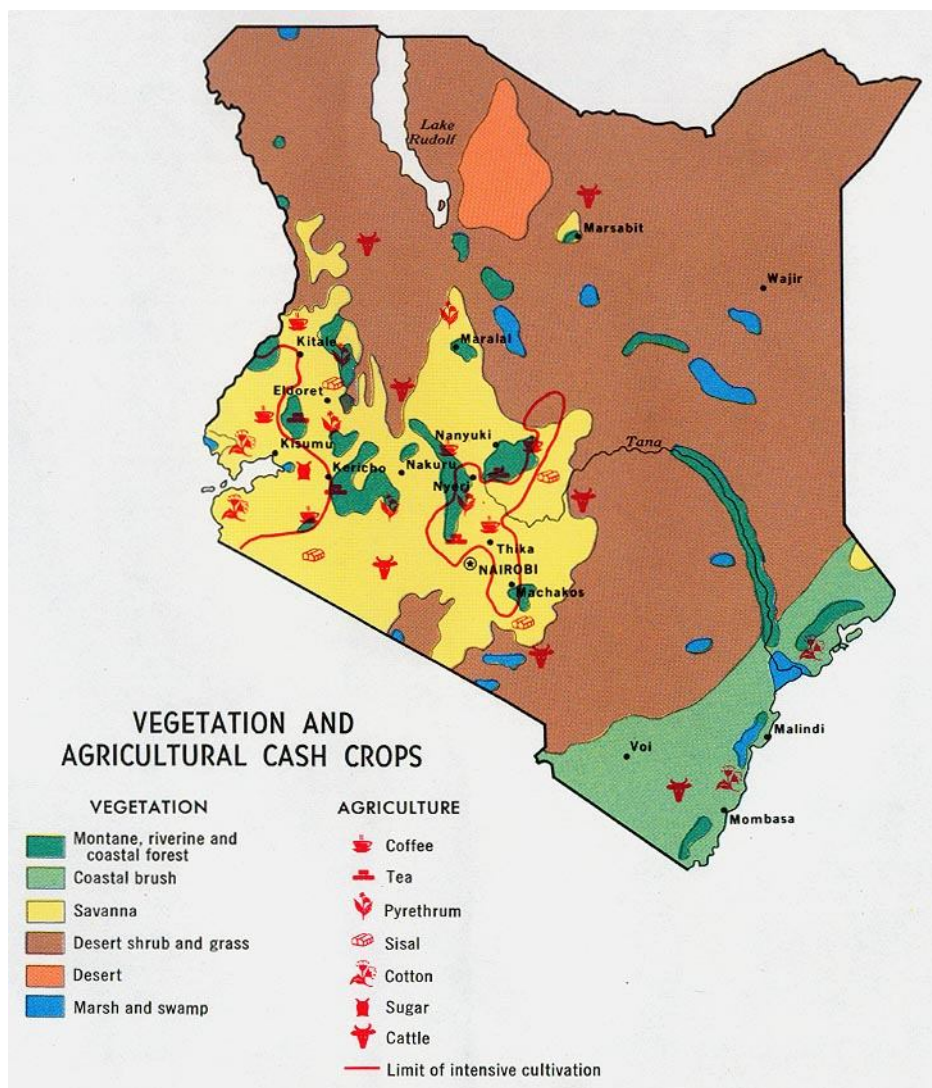 Lake
Rudolf
Marsabit
Wajir
Kitale
Maralal
Eldoret
Nanyuki
Tana
Kisumu
Kericho
Nakuru
Nyeri
Thika
NAIROBI
Machakos
Malindi
Voi
Mombasa
VEGETATION AND
AGRICULTURAL CASH CROPS
VEGETATION
Montane, riverine and
coastal forest
Coastal brush
Savanna
Desert shrub and grass
Desert
Marsh and swamp
AGRICULTURE
Coffee
Tea
Pyrethrum
Sisal
Cotton
Sugar
Cattle
Limit of intensive cultivation